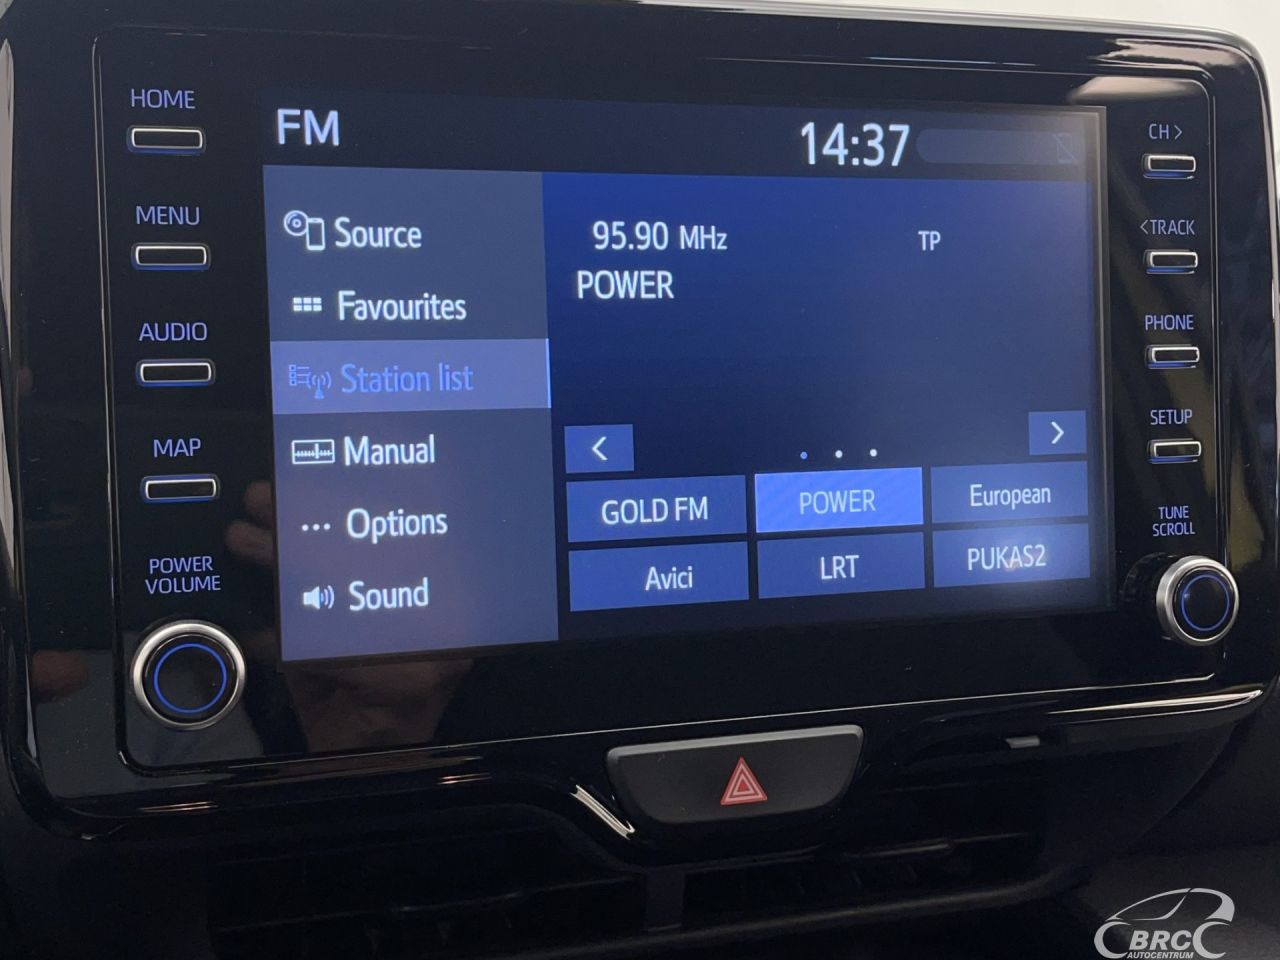 HOME
MENU
AUDIO
MAP
POWER
VOLUME
FM
14:37
Source
Favourites
Station list
Manual
Options
Sound
95.90 MHz
TP
POWER
<
>
GOLD FM
POWER
European
Avici
LRT
PUKAS2
CH>
<TRACK
PHONE
SETUP
TUNE
SCROLL
BRC
AUTOCENTRUM